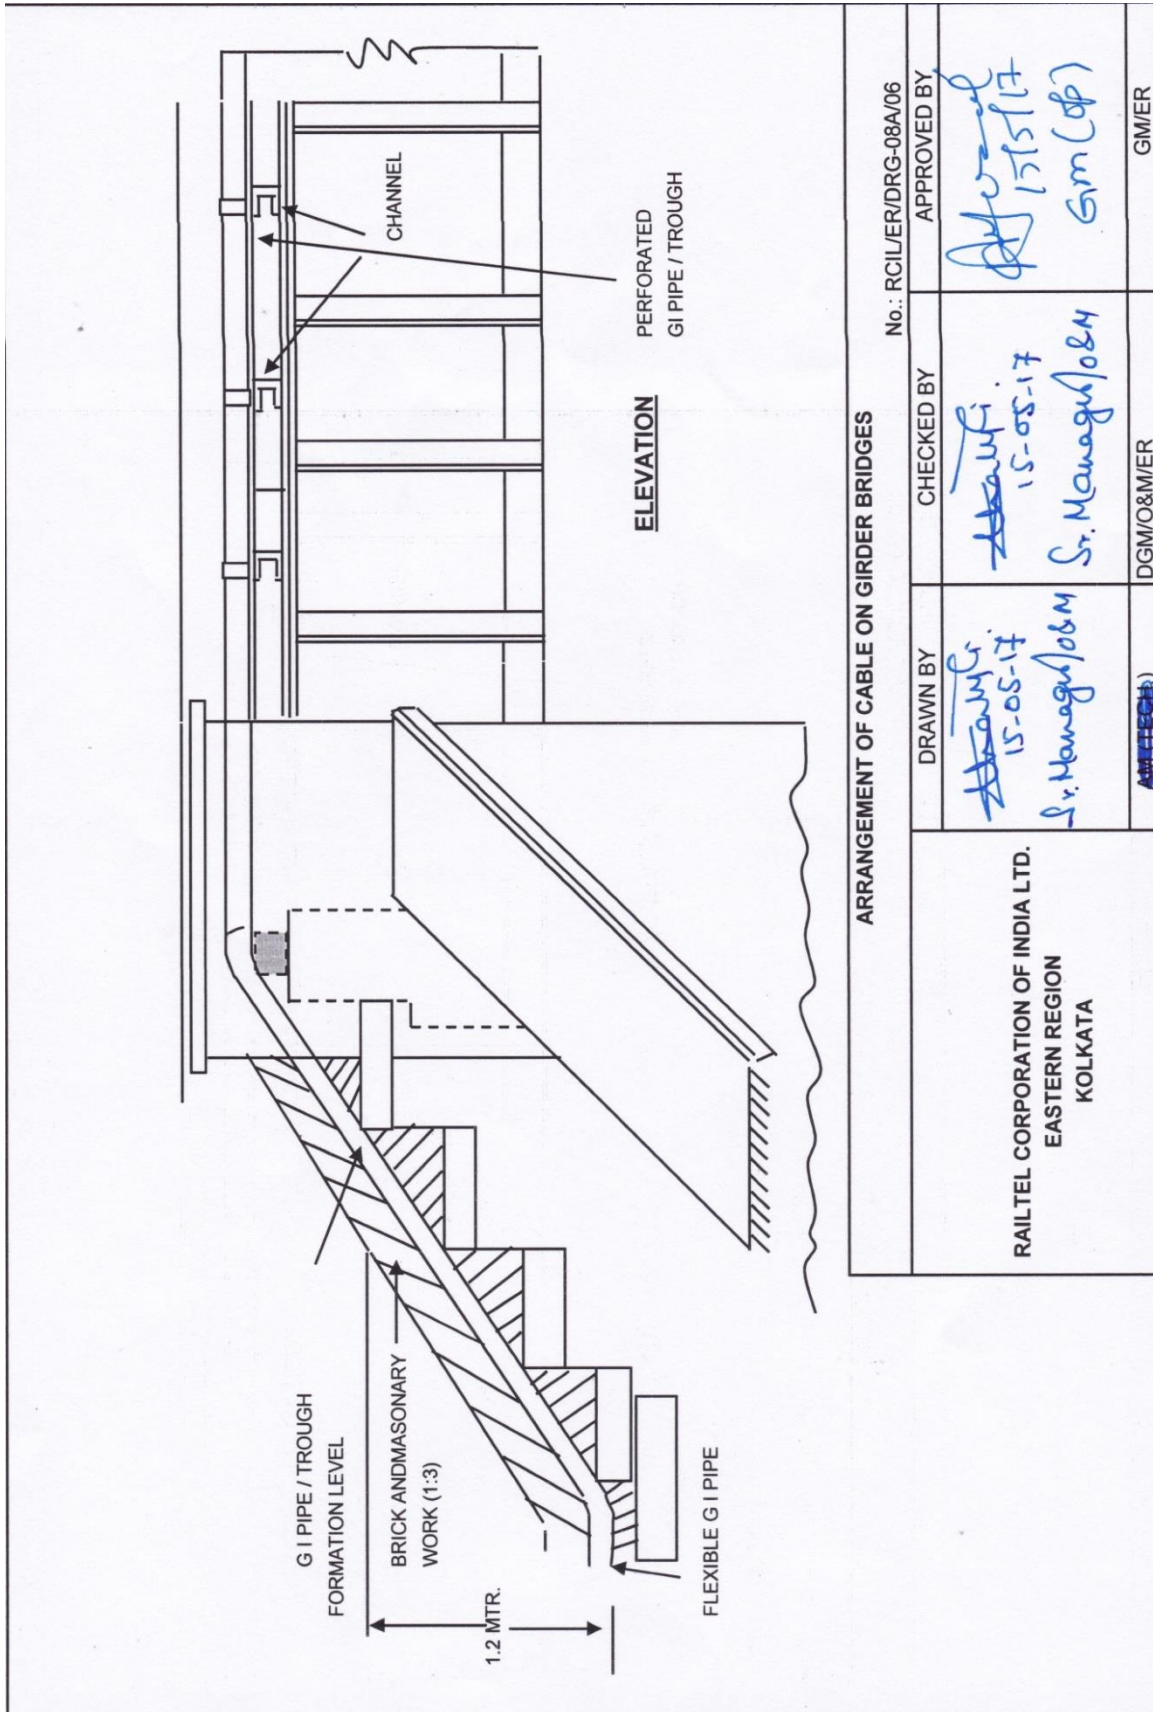 G I PIPE / TROUGH
FORMATION LEVEL
BRICK ANDMASONARY
WORK (1:3)
1.2 MTR.
FLEXIBLE G I PIPE
CHANNEL
PERFORATED
GI PIPE / TROUGH
ELEVATION
ARRANGEMENT OF CABLE ON GIRDER BRIDGES
No.: RCIL/ER/DRG-08A/06
RAILTEL CORPORATION OF INDIA LTD.
EASTERN REGION
KOLKATA
DRAWN BY
15-05-17
Sr. Manager/O&M
CHECKED BY
15-05-17
Sr. Manager/O&M
DGM/O&M/ER
APPROVED BY
15/5/17
Gm (op)
GM/ER